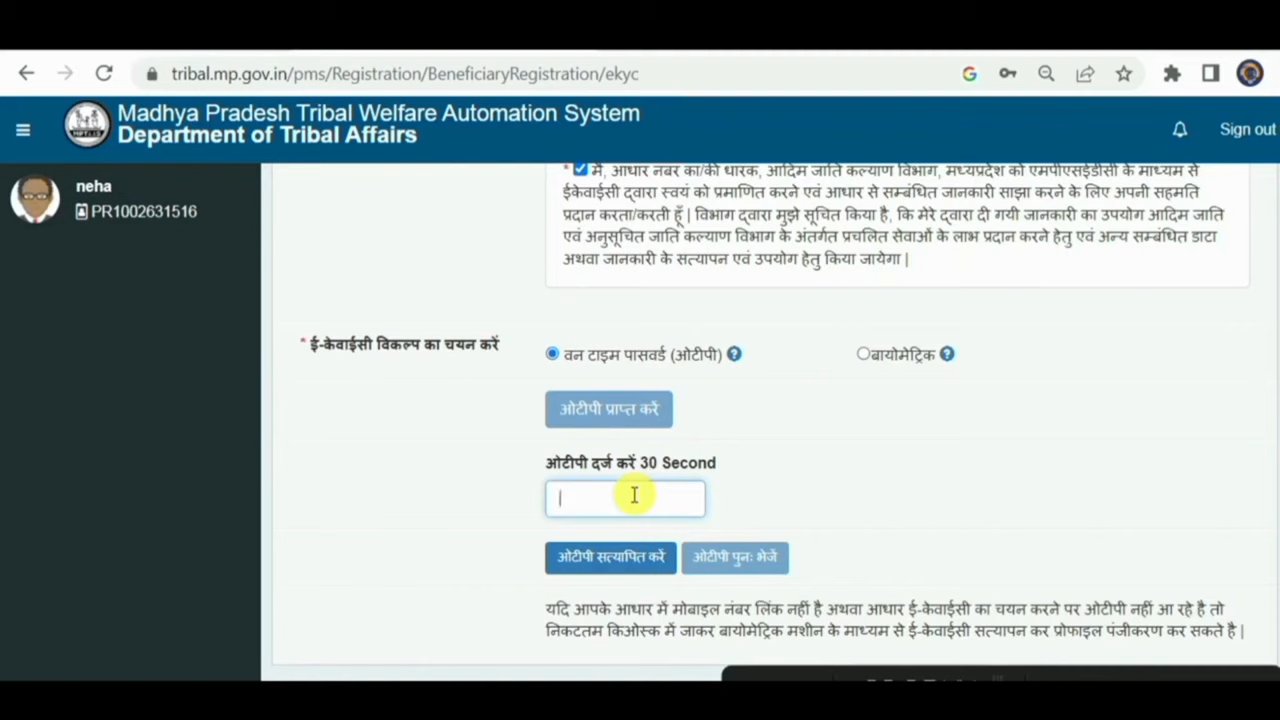 tribal.mp.gov.in/pms/Registration/BeneficiaryRegistration/ekyc
Madhya Pradesh Tribal Welfare Automation System
Department of Tribal Affairs
Sign out
neha
PR1002631516
* मैं, आधार नंबर का/की धारक, आदिम जाति कल्याण विभाग, मध्यप्रदेश को एमपीएसईडीसी के माध्यम से
ईकेवाईसी द्वारा स्वयं को प्रमाणित करने एवं आधार से सम्बंधित जानकारी साझा करने के लिए अपनी सहमति
प्रदान करता/करती हूँ | विभाग द्वारा मुझे सूचित किया है, कि मेरे द्वारा दी गयी जानकारी का उपयोग आदिम जाति
एवं अनुसूचित जाति कल्याण विभाग के अंतर्गत प्रचलित सेवाओं के लाभ प्रदान करने हेतु एवं अन्य सम्बंधित डाटा
अथवा जानकारी के सत्यापन एवं उपयोग हेतु किया जायेगा |
* ई-केवाईसी विकल्प का चयन करें
वन टाइम पासवर्ड (ओटीपी) ?
बायोमेट्रिक ?
ओटीपी प्राप्त करें
ओटीपी दर्ज करें 30 Second
ओटीपी सत्यापित करें
ओटीपी पुनः भेजें
यदि आपके आधार में मोबाइल नंबर लिंक नहीं है अथवा आधार ई-केवाईसी का चयन करने पर ओटीपी नहीं आ रहे है तो
निकटतम किओस्क में जाकर बायोमेट्रिक मशीन के माध्यम से ई-केवाईसी सत्यापन कर प्रोफाइल पंजीकरण कर सकते है |